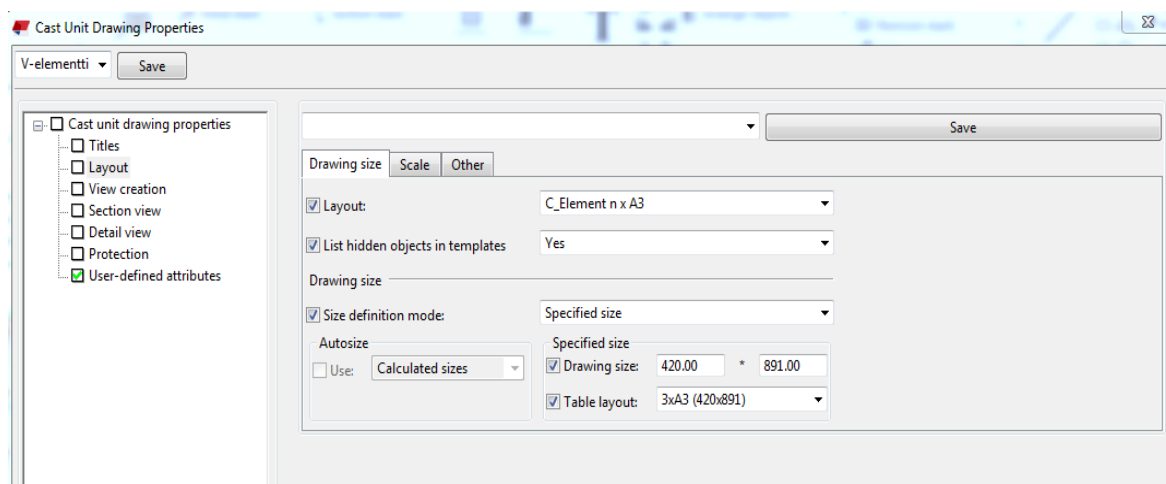 Cast Unit Drawing Properties
V-elementti Save
Cast unit drawing properties
Titles
Layout
View creation
Section view
Detail view
Protection
User-defined attributes
Save
Drawing size Scale Other
Layout: C_Element n x A3
List hidden objects in templates Yes
Drawing size
Size definition mode: Specified size
Autosize
Use: Calculated sizes
Specified size
Drawing size: 420.00 * 891.00
Table layout: 3xA3 (420x891)